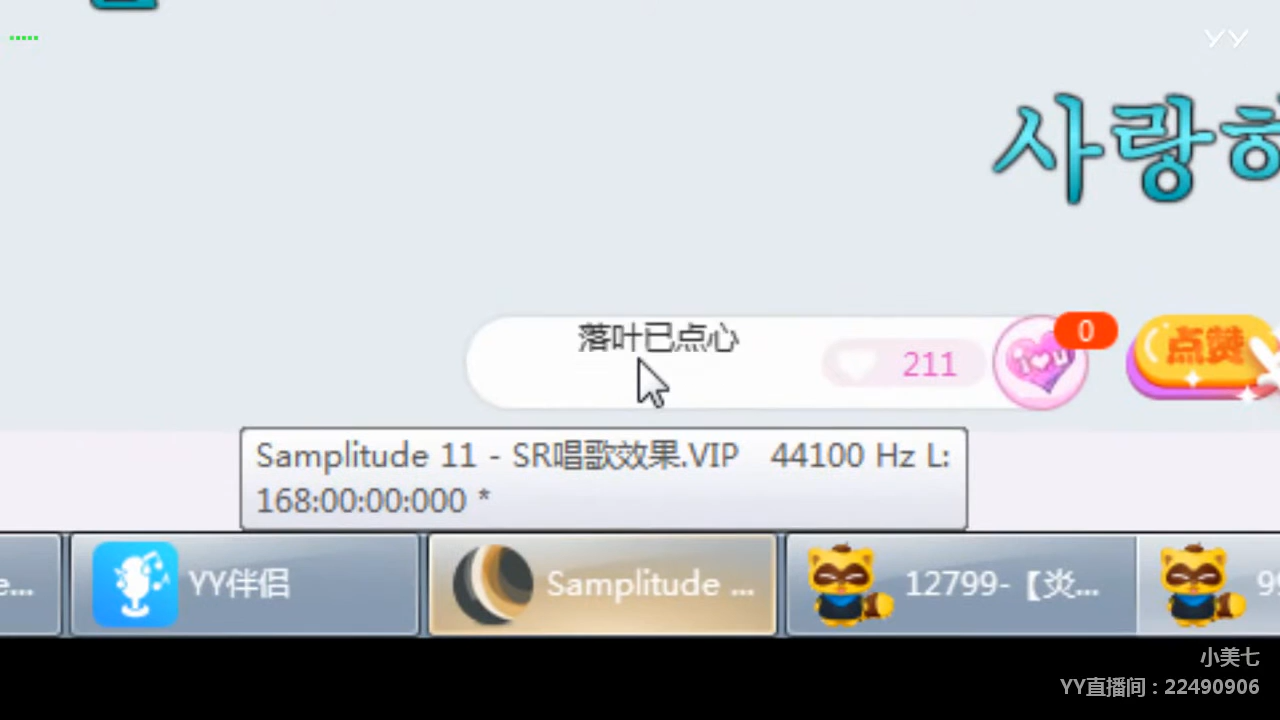 YY
사랑하
落叶已点心
211
0
i u
点赞
Samplitude 11 - SR唱歌效果.VIP 44100 Hz L:
168:00:00:000 *
e...
YY伴侣
Samplitude ...
12799-【炎...
99
小美七
YY直播间：22490906